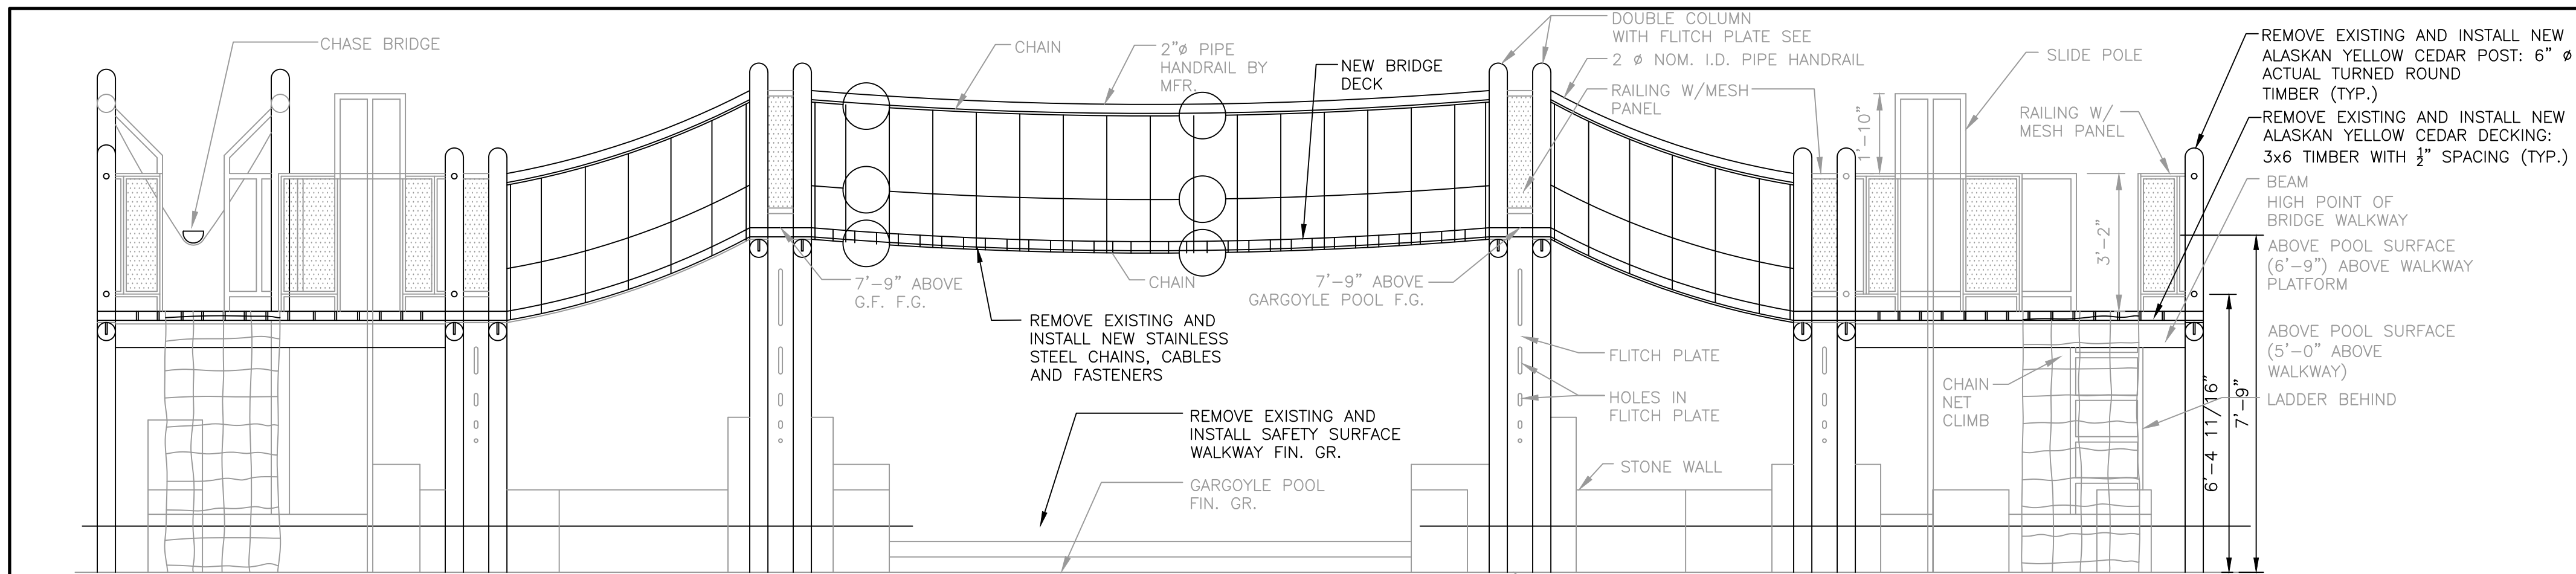 CHASE BRIDGE
CHAIN
2"ø PIPE
HANDRAIL BY
MFR.
NEW BRIDGE
DECK
DOUBLE COLUMN
WITH FLITCH PLATE SEE
2 ø NOM. I.D. PIPE HANDRAIL
RAILING W/MESH
PANEL
SLIDE POLE
1'-10"
RAILING W/
MESH PANEL
REMOVE EXISTING AND INSTALL NEW
ALASKAN YELLOW CEDAR POST: 6" ø
ACTUAL TURNED ROUND
TIMBER (TYP.)
REMOVE EXISTING AND INSTALL NEW
ALASKAN YELLOW CEDAR DECKING:
3x6 TIMBER WITH ½" SPACING (TYP.)
BEAM
HIGH POINT OF
BRIDGE WALKWAY
ABOVE POOL SURFACE
(6'-9") ABOVE WALKWAY
PLATFORM
ABOVE POOL SURFACE
(5'-0" ABOVE
WALKWAY)
LADDER BEHIND
3'-2"
6'-4 11/16"
7'-9"
CHAIN
NET
CLIMB
7'-9" ABOVE
G.F. F.G.
CHAIN
7'-9" ABOVE
GARGOYLE POOL F.G.
REMOVE EXISTING AND
INSTALL NEW STAINLESS
STEEL CHAINS, CABLES
AND FASTENERS
FLITCH PLATE
HOLES IN
FLITCH PLATE
REMOVE EXISTING AND
INSTALL SAFETY SURFACE
WALKWAY FIN. GR.
STONE WALL
GARGOYLE POOL
FIN. GR.